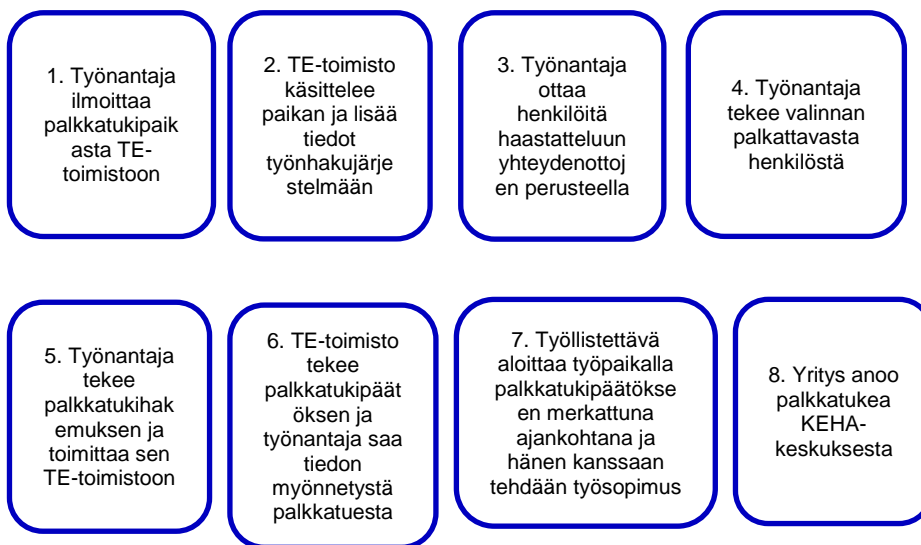 1. Työnantaja
ilmoittaa
palkkatukipaik
asta TE-
toimistoon
2. TE-toimisto
käsittelee
paikan ja lisää
tiedot
työnhakujärje
stelmään
3. Työnantaja
ottaa
henkilöitä
haastatteluun
yhteydenottoj
en perusteella
4. Työnantaja
tekee valinnan
palkattavasta
henkilöstä
5. Työnantaja
tekee
palkkatukihak
emuksen ja
toimittaa sen
TE-toimistoon
6. TE-toimisto
tekee
palkkatukipäät
öksen ja
työnantaja saa
tiedon
myönnetystä
palkkatuesta
7. Työllistettävä
aloittaa työpaikalla
palkkatukipäätökse
en merkattuna
ajankohtana ja
hänen kanssaan
tehdään työsopimus
8. Yritys anoo
palkkatukea
KEHA-
keskuksesta